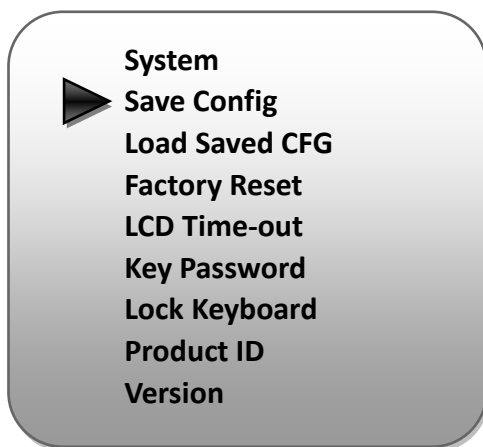 System
Save Config
Load Saved CFG
Factory Reset
LCD Time-out
Key Password
Lock Keyboard
Product ID
Version